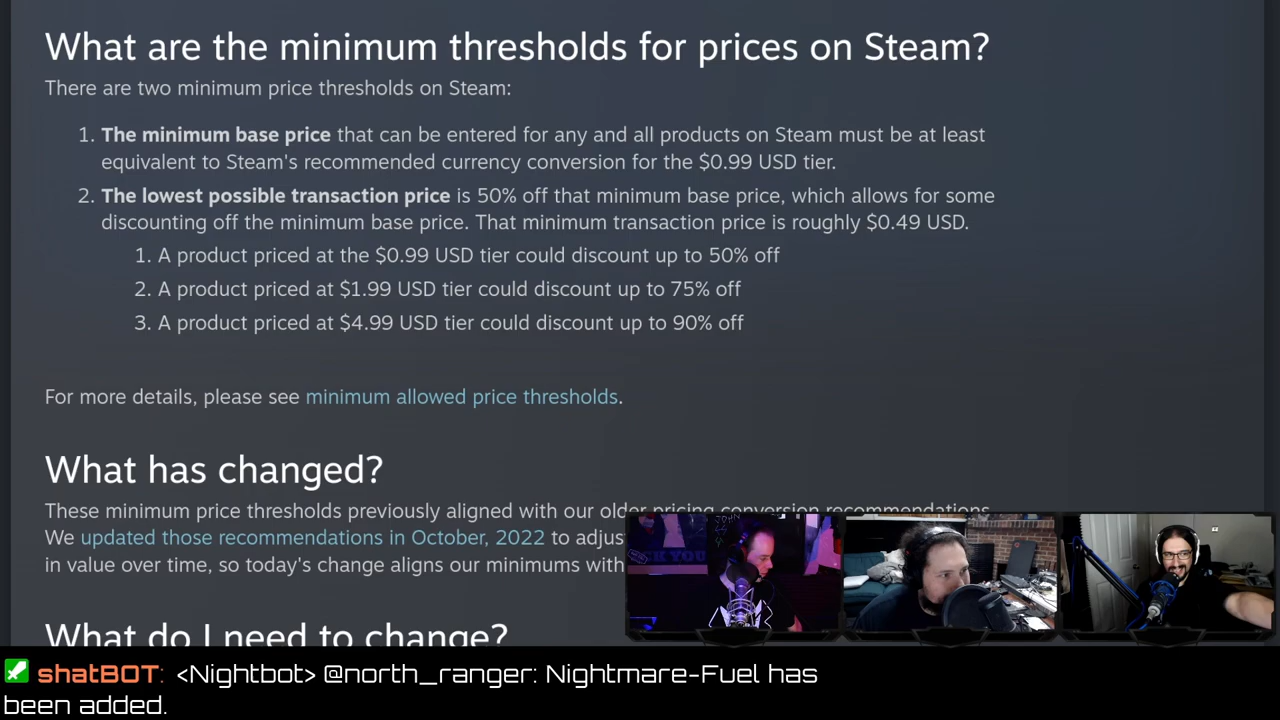 What are the minimum thresholds for prices on Steam?
There are two minimum price thresholds on Steam:
1. The minimum base price that can be entered for any and all products on Steam must be at least
equivalent to Steam's recommended currency conversion for the $0.99 USD tier.
2. The lowest possible transaction price is 50% off that minimum base price, which allows for some
discounting off the minimum base price. That minimum transaction price is roughly $0.49 USD.
1. A product priced at the $0.99 USD tier could discount up to 50% off
2. A product priced at $1.99 USD tier could discount up to 75% off
3. A product priced at $4.99 USD tier could discount up to 90% off
For more details, please see minimum allowed price thresholds.
What has changed?
These minimum price thresholds previously aligned with our older pricing conversion recommendations.
We updated those recommendations in October, 2022 to adjus
in value over time, so today's change aligns our minimums with
What do I need to change?
shatBOT: <Nightbot> @north_ranger: Nightmare-Fuel has
been added.